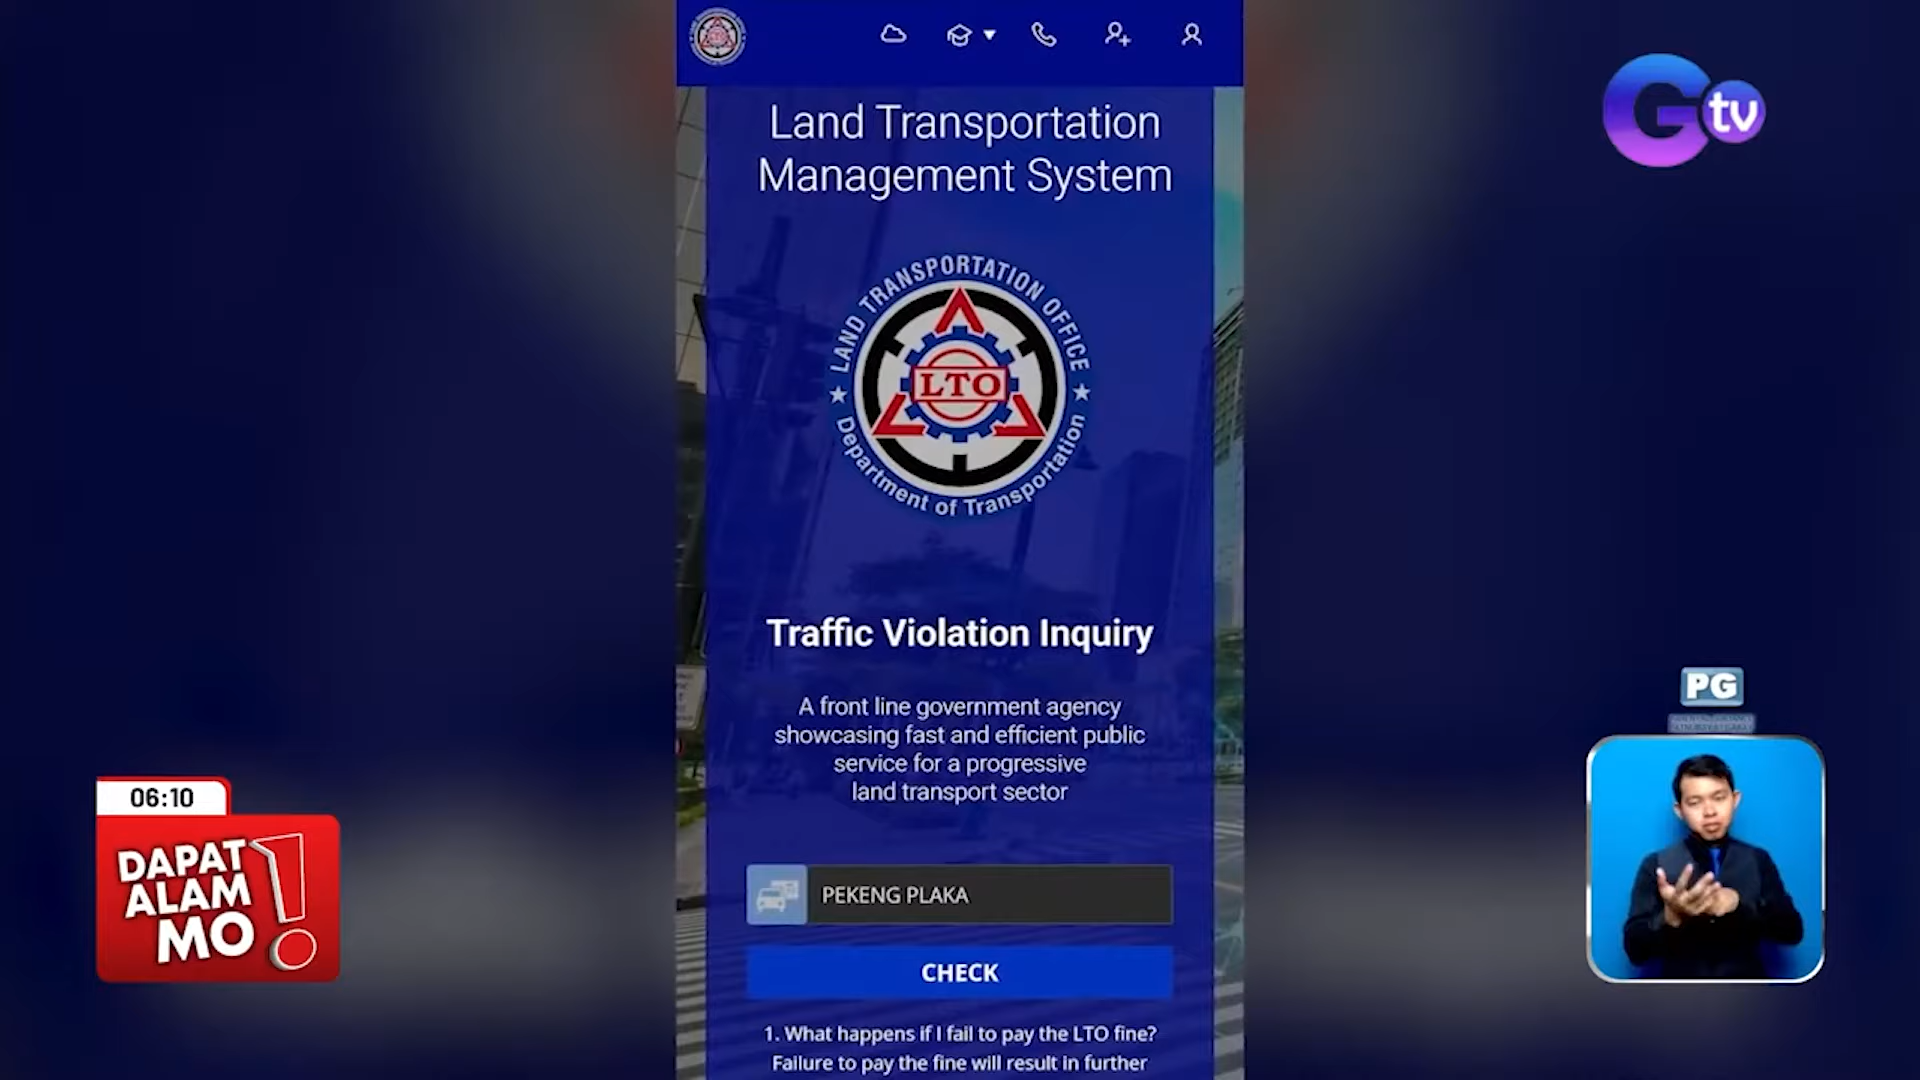 Land Transportation
Management System
LAND TRANSPORTATION OFFICE
LTO
Department of Transportation
Traffic Violation Inquiry
A front line government agency
showcasing fast and efficient public
service for a progressive
land transport sector
PEKENG PLAKA
CHECK
1. What happens if I fail to pay the LTO fine?
Failure to pay the fine will result in further
G tv
PG
06:10
DAPAT
ALAM
MO!